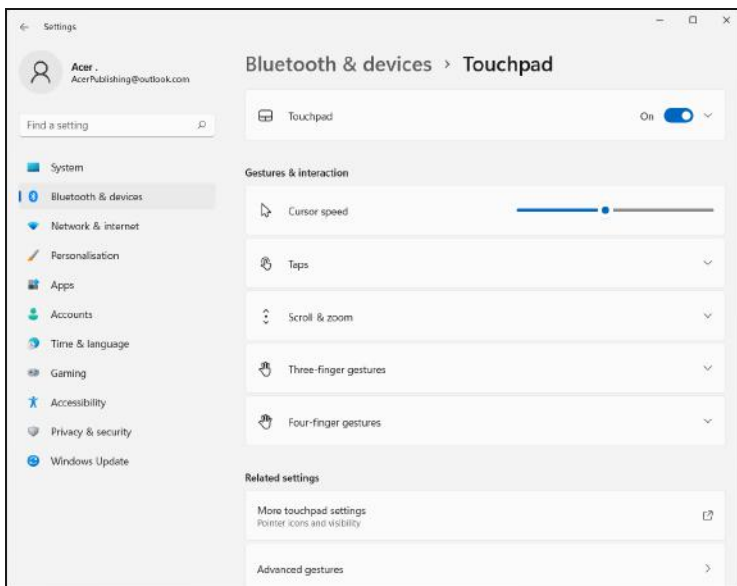 Settings
Acer .
AcerPublishing@outlook.com
Find a setting
System
Bluetooth & devices
Network & internet
Personalisation
Apps
Accounts
Time & language
Gaming
Accessibility
Privacy & security
Windows Update
Bluetooth & devices > Touchpad
Touchpad
On
Gestures & interaction
Cursor speed
Taps
Scroll & zoom
Three-finger gestures
Four-finger gestures
Related settings
More touchpad settings
Pointer icons and visibility
Advanced gestures